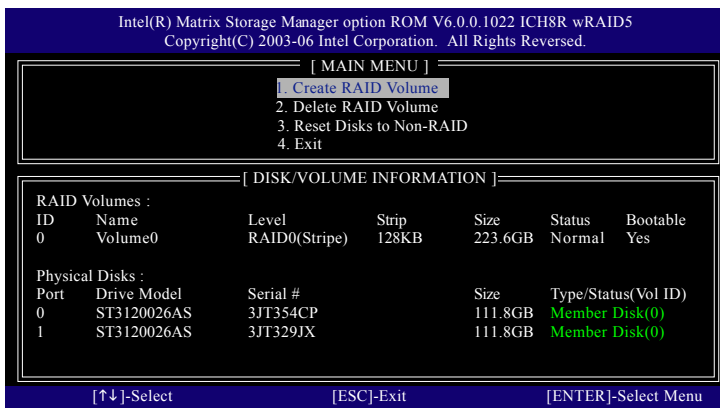 Intel(R) Matrix Storage Manager option ROM V6.0.0.1022 ICH8R wRAID5
Copyright(C) 2003-06 Intel Corporation. All Rights Reversed.
[ MAIN MENU ]
1. Create RAID Volume
2. Delete RAID Volume
3. Reset Disks to Non-RAID
4. Exit
[ DISK/VOLUME INFORMATION ]
RAID Volumes :
ID Name Level Strip Size Status Bootable
0 Volume0 RAID0(Stripe) 128KB 223.6GB Normal Yes
Physical Disks :
Port Drive Model Serial # Size Type/Status(Vol ID)
0 ST3120026AS 3JT354CP 111.8GB Member Disk(0)
1 ST3120026AS 3JT329JX 111.8GB Member Disk(0)
[↑↓]-Select [ESC]-Exit [ENTER]-Select Menu